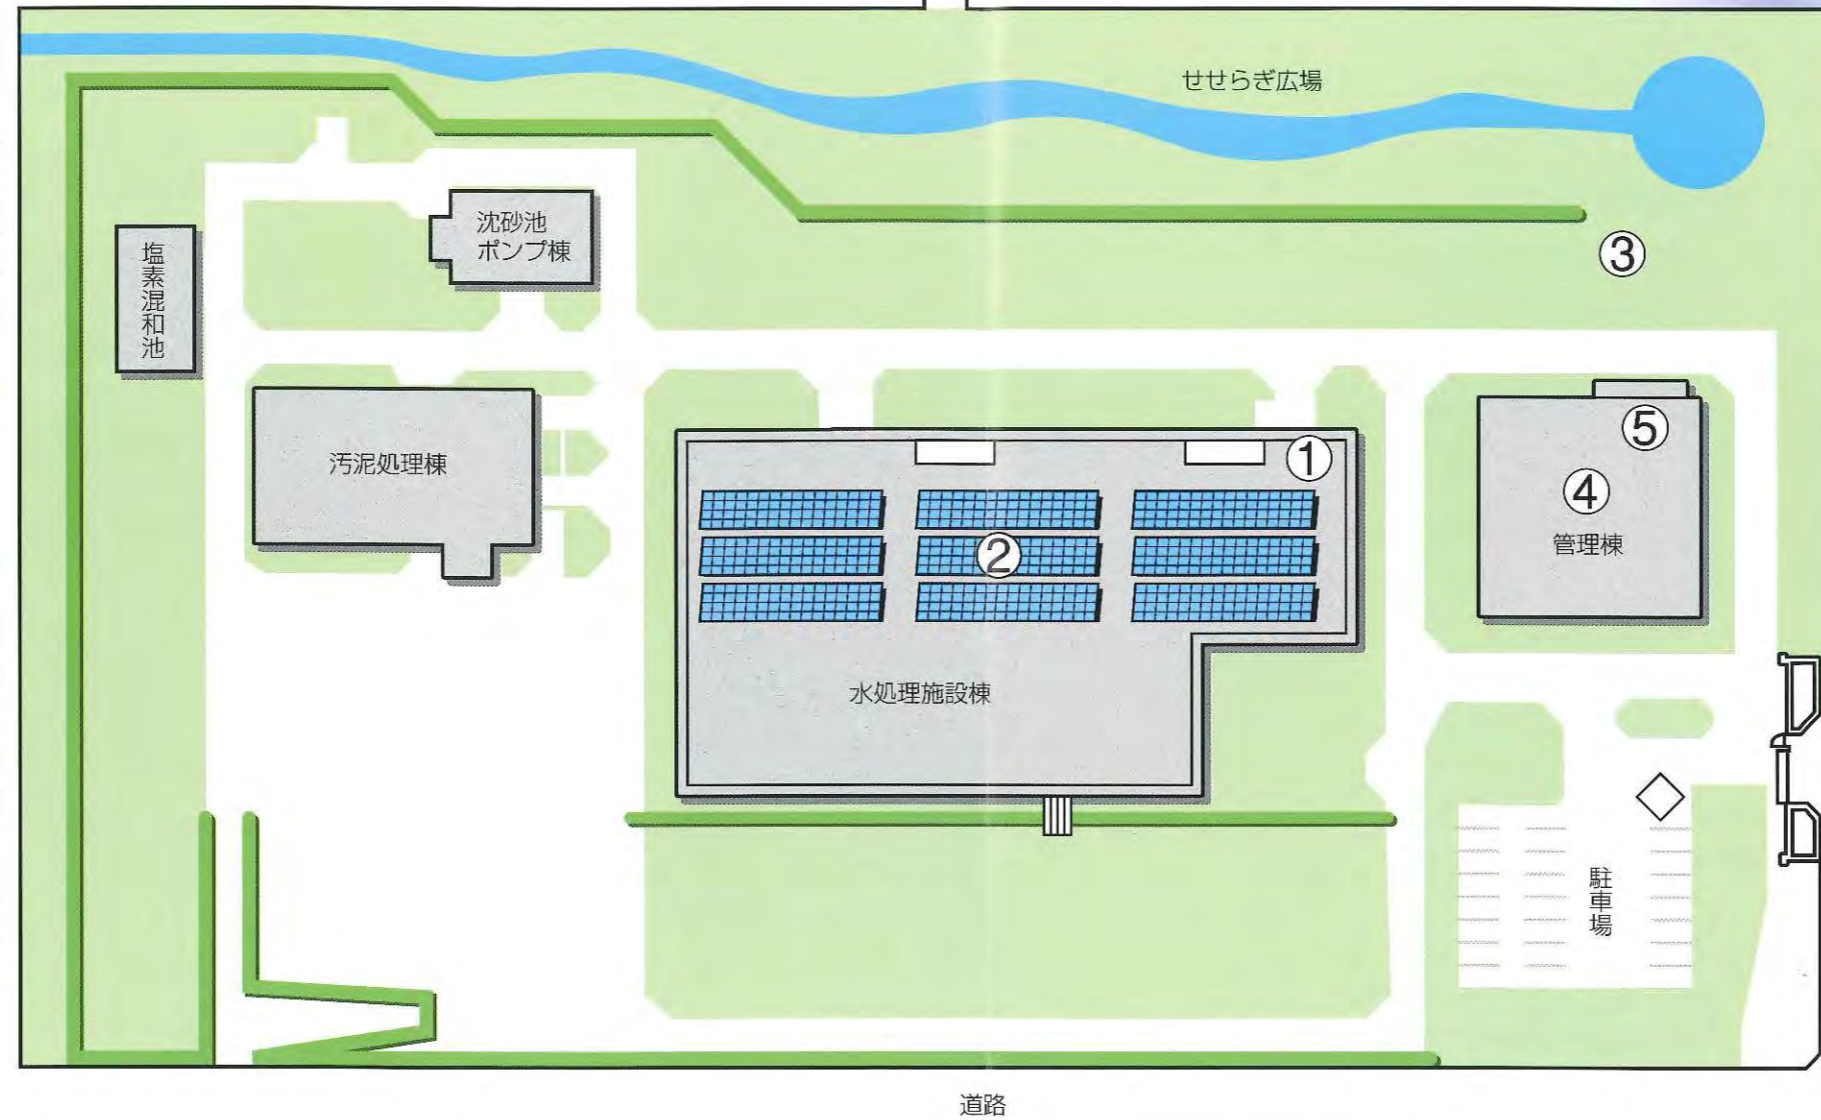 せせらぎ広場
沈砂池
ポンプ棟
③
塩素混和池
①
⑤
汚泥処理棟
④
②
管理棟
水処理施設棟
駐車場
道路